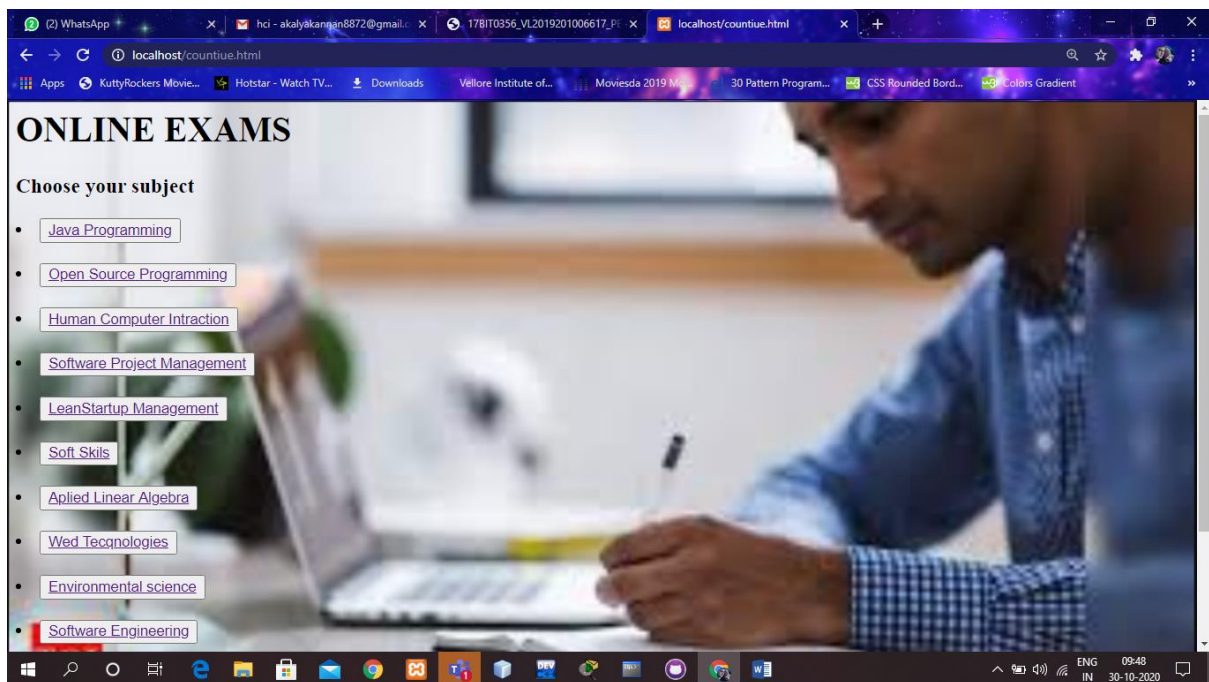 (2) WhatsApp
hci - akalyakannan8872@gmail.c
17BIT0356_VL2019201006617_PE
localhost/countiue.html
localhost/countiue.html
Apps
KuttyRockers Movie...
Hotstar - Watch TV...
Downloads
Vellore Institute of...
Moviesda 2019
30 Pattern Program...
CSS Rounded Bord...
Colors Gradient
»
ONLINE EXAMS
Choose your subject
Java Programming
Open Source Programming
Human Computer Intraction
Software Project Management
LeanStartup Management
Soft Skils
Aplied Linear Algebra
Wed Tecqnologies
Environmental science
Software Engineering
DEV
ENG
IN
09:48
30-10-2020